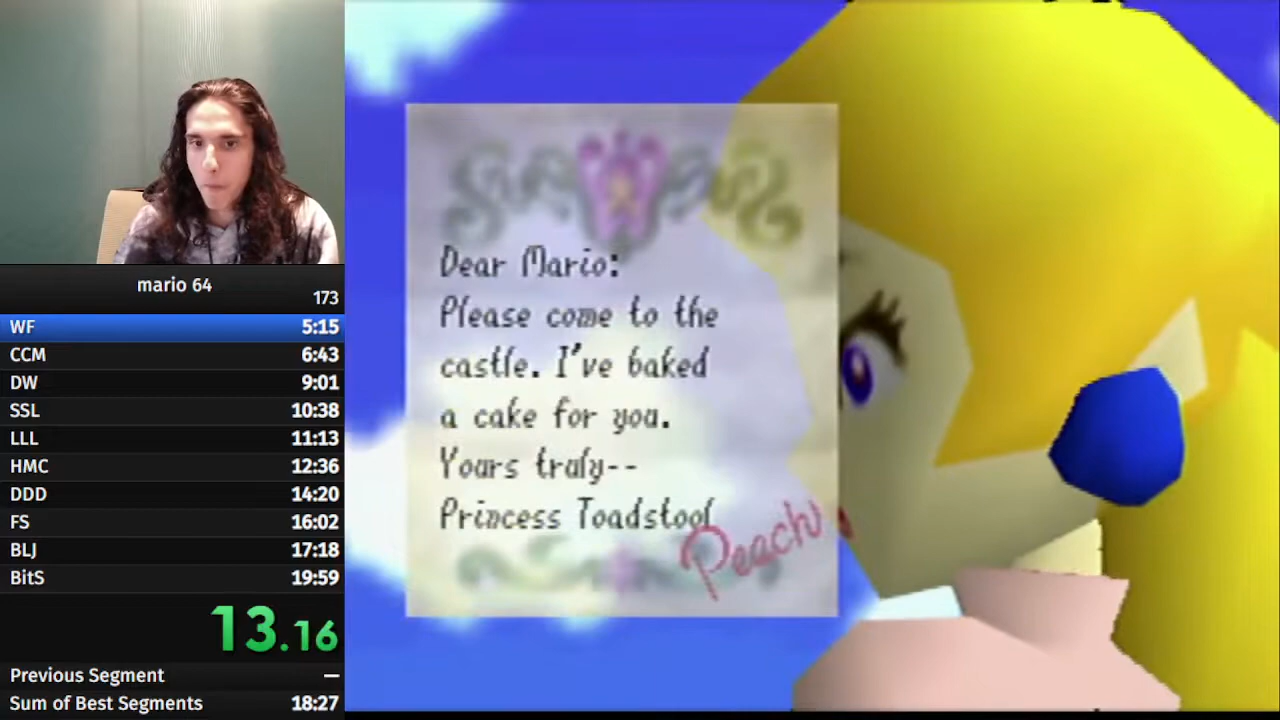 mario 64
173
WF 5:15
CCM 6:43
DW 9:01
SSL 10:38
LLL 11:13
HMC 12:36
DDD 14:20
FS 16:02
BLJ 17:18
BitS 19:59
13.16
Previous Segment —
Sum of Best Segments 18:27
Dear Mario:
Please come to the
castle. I've baked
a cake for you.
Yours truly--
Princess Toadstool
Peach